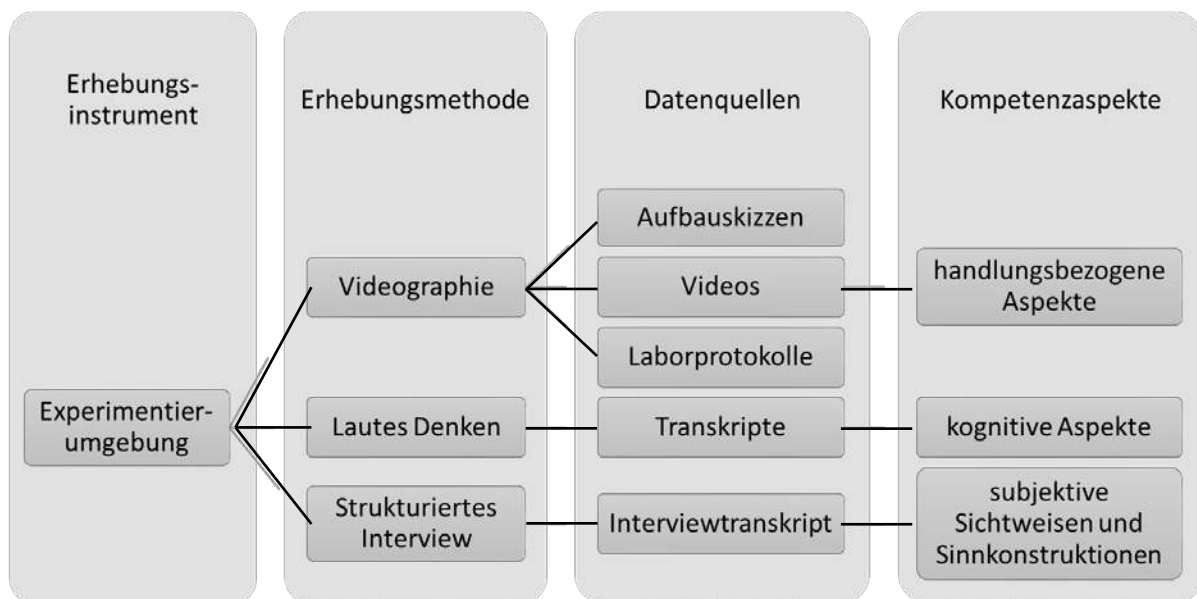 Erhebungs-
instrument
Erhebungsmethode
Datenquellen
Kompetenzaspekte
Aufbauskizzen
Videographie
Videos
handlungsbezogene
Aspekte
Laborprotokolle
Experimentier-
umgebung
Lautes Denken
Transkripte
kognitive Aspekte
Strukturiertes
Interview
Interviewtranskript
subjektive
Sichtweisen und
Sinnkonstruktionen